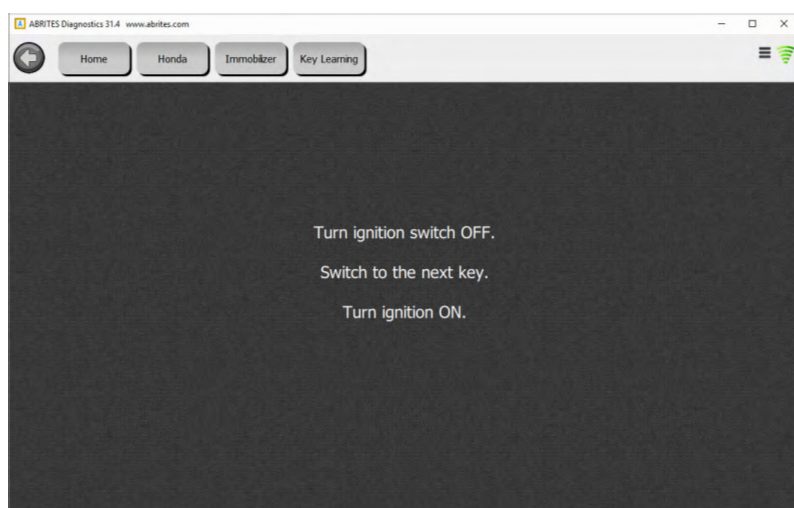 ABRITES Diagnostics 31.4 www.abrites.com
Home Honda Immobilizer Key Learning
Turn ignition switch OFF.
Switch to the next key.
Turn ignition ON.